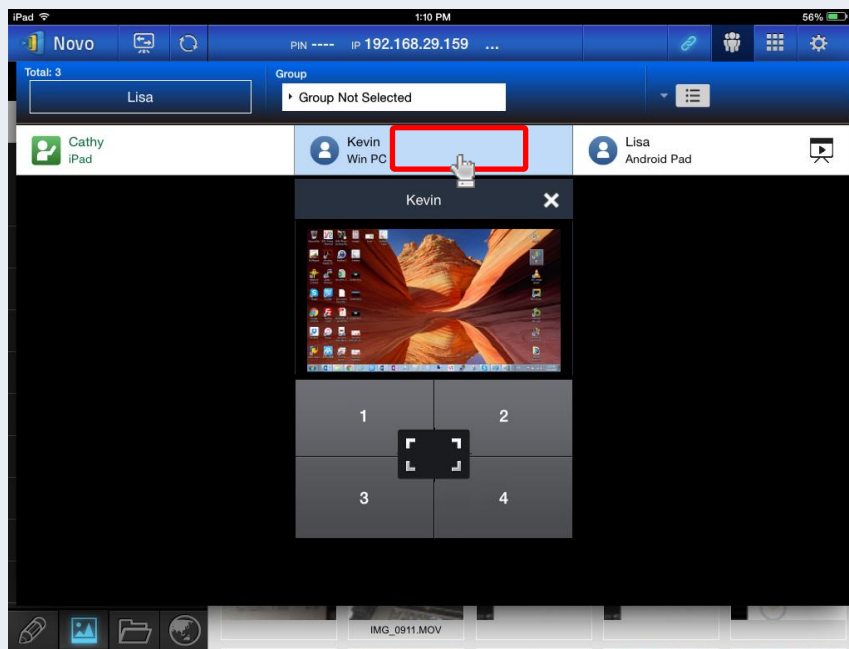 iPad 1:10 PM 56%
Novo PIN ---- IP 192.168.29.159 ...
Total: 3 Group
Lisa Group Not Selected
Cathy Kevin Lisa
iPad Win PC Android Pad
Kevin
1 2
3 4
IMG_0911.MOV